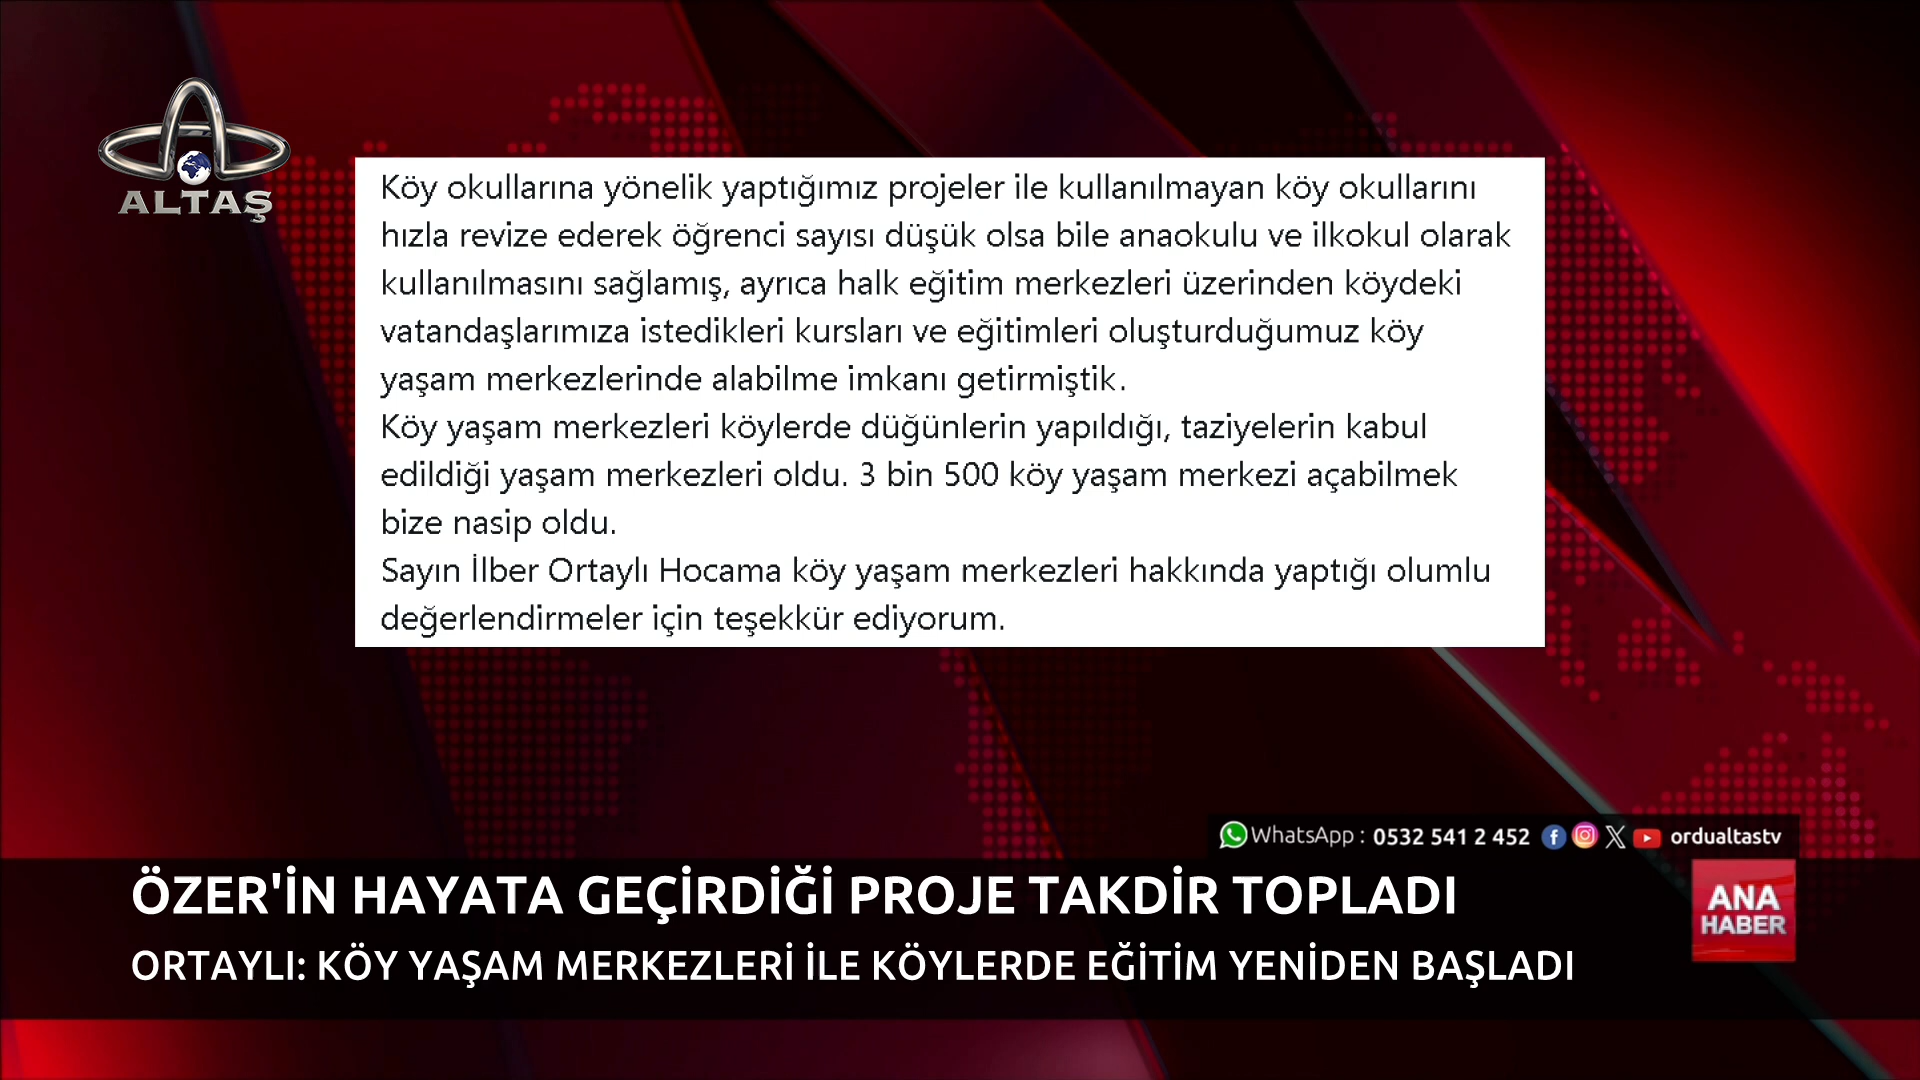 ALTAŞ
Köy okullarına yönelik yaptığımız projeler ile kullanılmayan köy okullarını
hızla revize ederek öğrenci sayısı düşük olsa bile anaokulu ve ilkokul olarak
kullanılmasını sağlamış, ayrıca halk eğitim merkezleri üzerinden köydeki
vatandaşlarımıza istedikleri kursları ve eğitimleri oluşturduğumuz köy
yaşam merkezlerinde alabilme imkanı getirmiştik.
Köy yaşam merkezleri köylerde düğünlerin yapıldığı, taziyelerin kabul
edildiği yaşam merkezleri oldu. 3 bin 500 köy yaşam merkezi açabilmek
bize nasip oldu.
Sayın İlber Ortaylı Hocama köy yaşam merkezleri hakkında yaptığı olumlu
değerlendirmeler için teşekkür ediyorum.
WhatsApp : 0532 541 2 452 ordualtastv
ÖZER'İN HAYATA GEÇİRDİĞİ PROJE TAKDİR TOPLADI
ORTAYLI: KÖY YAŞAM MERKEZLERİ İLE KÖYLERDE EĞİTİM YENİDEN BAŞLADI
ANA
HABER